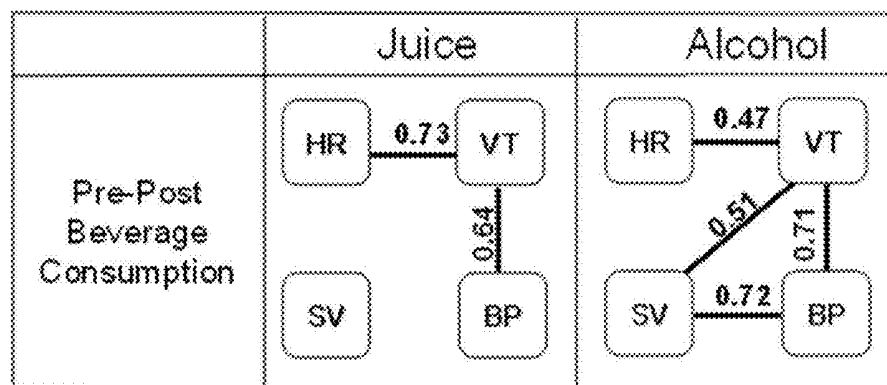 Juice
Alcohol
Pre-Post
Beverage
Consumption
HR
0.73
VT
0.64
SV
BP
HR
0.47
VT
0.51
0.71
SV
0.72
BP